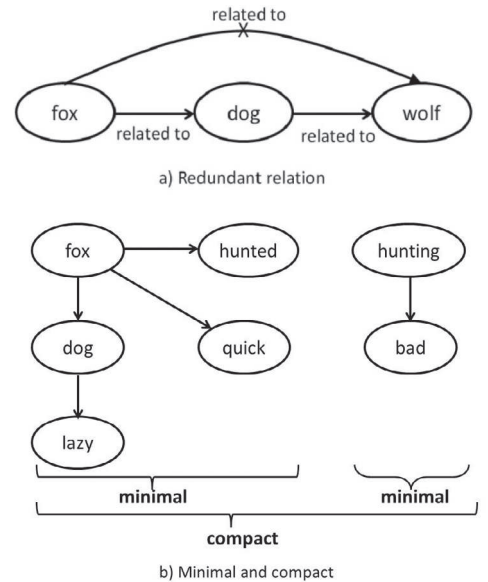 related to
X
fox
dog
wolf
related to
related to
a) Redundant relation
fox
hunted
hunting
dog
quick
bad
lazy
minimal
minimal
compact
b) Minimal and compact